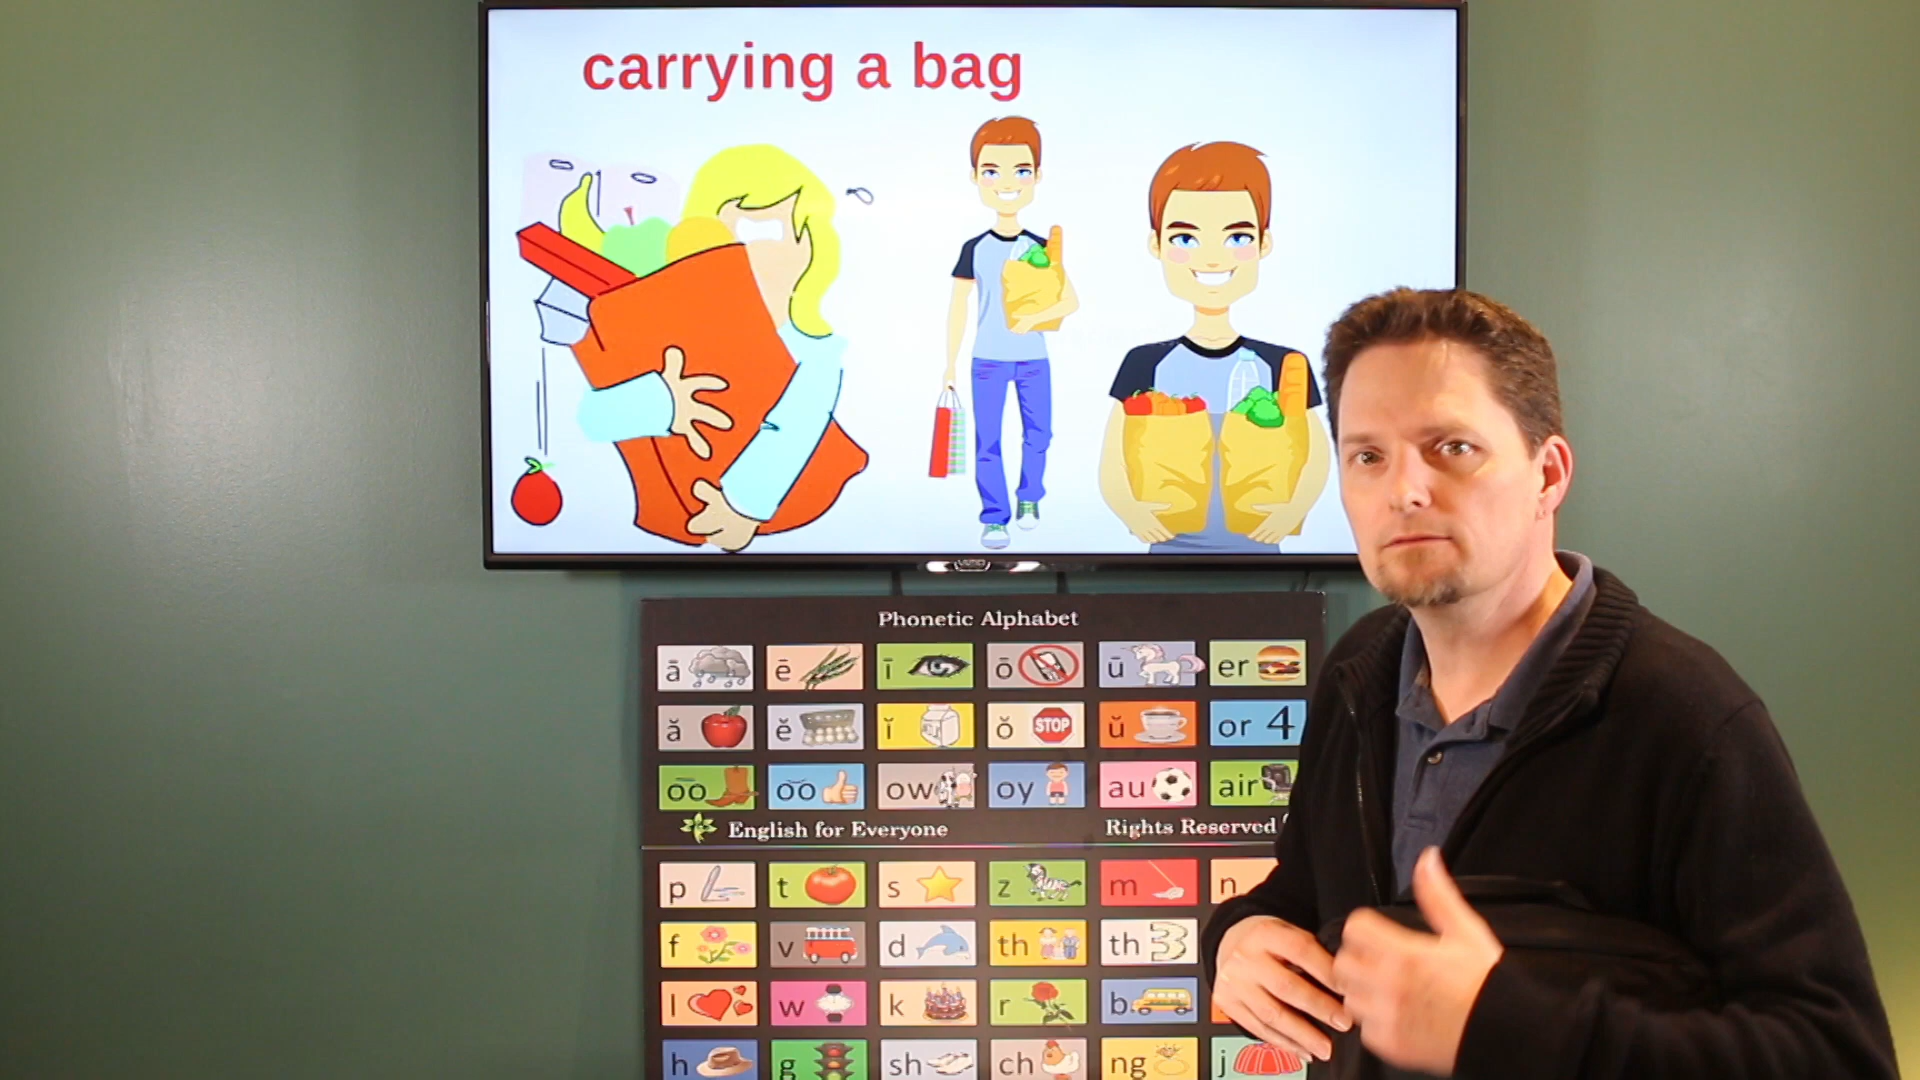 carrying a bag
VIZIO
Phonetic Alphabet
ā ē ī ō ū er
ă ĕ ĭ ŏ STOP ŭ or 4
o͞o o͝o ow oy au air
English for Everyone Rights Reserved
p t s z m n
f v d th th 3
l w k r b
h g sh ch ng j